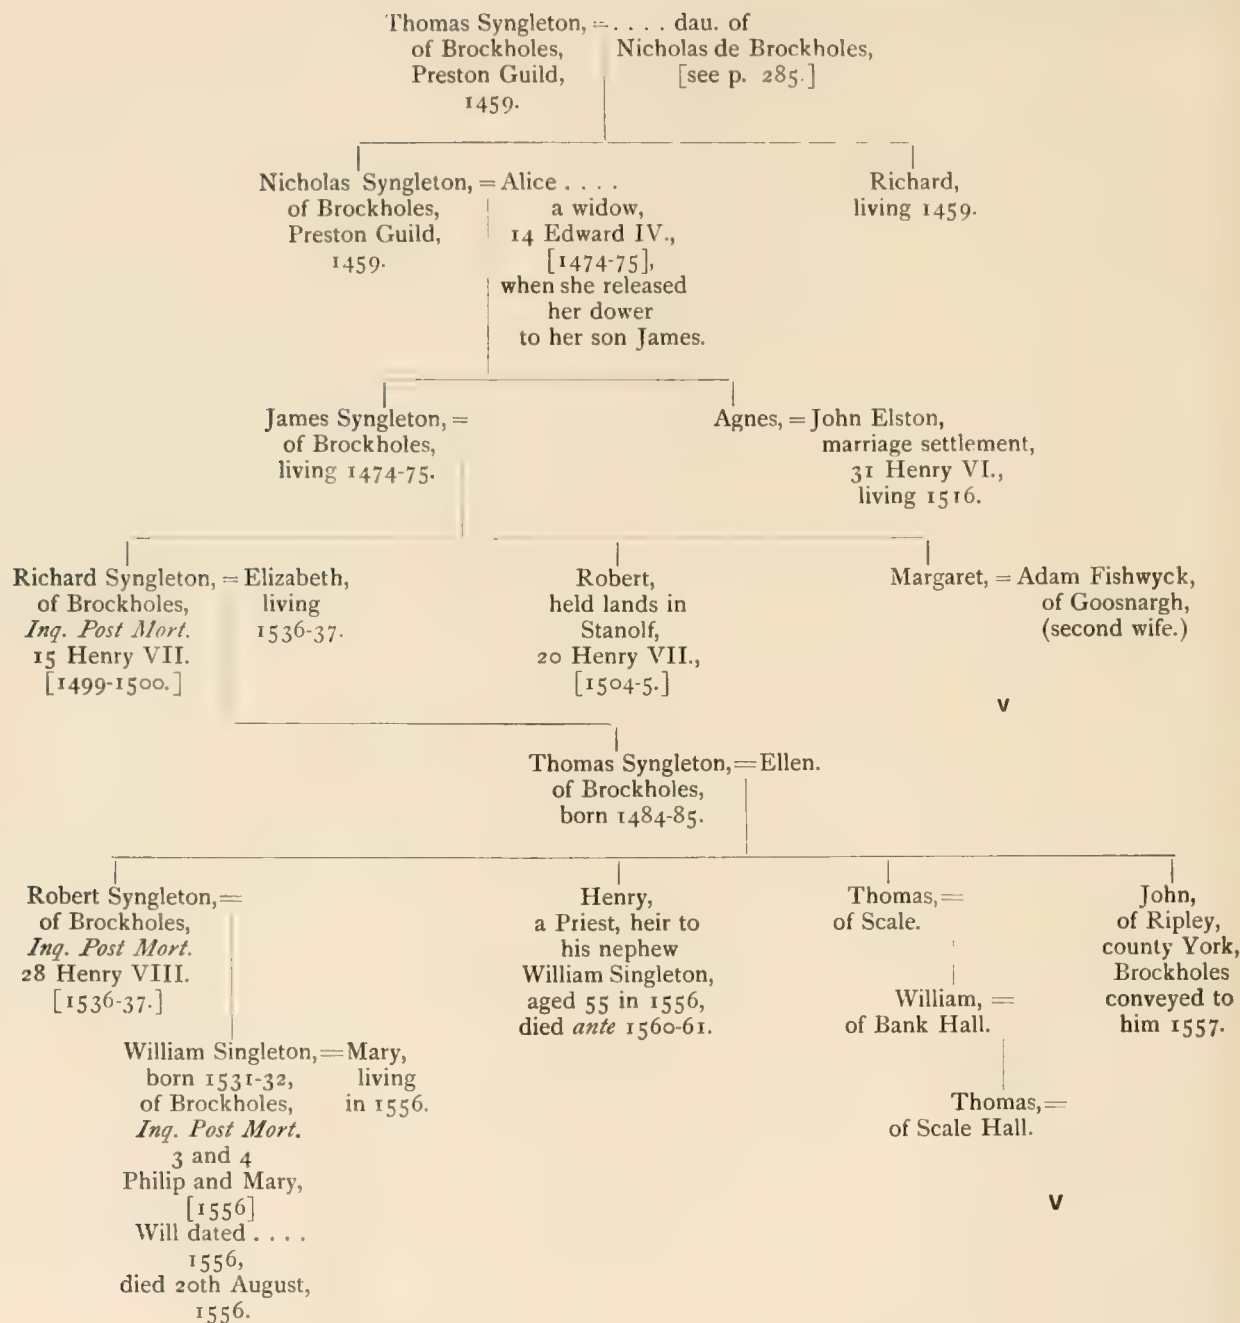 Thomas Syngleton, = . . . . dau. of
of Brockholes, Nicholas de Brockholes,
Preston Guild, [see p. 285.]
1459.
Nicholas Syngleton, = Alice . . . .
of Brockholes, a widow,
Preston Guild, 14 Edward IV.,
1459. [1474-75],
when she released
her dower
to her son James.
Richard,
living 1459.
James Syngleton, =
of Brockholes,
living 1474-75.
Agnes, = John Elston,
marriage settlement,
31 Henry VI.,
living 1516.
Richard Syngleton, = Elizabeth,
of Brockholes, living
Inq. Post Mort. 1536-37.
15 Henry VII.
[1499-1500.]
Robert,
held lands in
Stanolf,
20 Henry VII.,
[1504-5.]
Margaret, = Adam Fishwyck,
of Goosnargh,
(second wife.)
v
Thomas Syngleton, = Ellen.
of Brockholes,
born 1484-85.
Robert Syngleton, =
of Brockholes,
Inq. Post Mort.
28 Henry VIII.
[1536-37.]
Henry,
a Priest, heir to
his nephew
William Singleton,
aged 55 in 1556,
died ante 1560-61.
Thomas, =
of Scale.
John,
of Ripley,
county York,
Brockholes
conveyed to
him 1557.
William, =
of Bank Hall.
William Singleton, = Mary,
born 1531-32, living
of Brockholes, in 1556.
Inq. Post Mort.
3 and 4
Philip and Mary,
[1556]
Will dated . . . .
1556,
died 20th August,
1556.
Thomas, =
of Scale Hall.
v